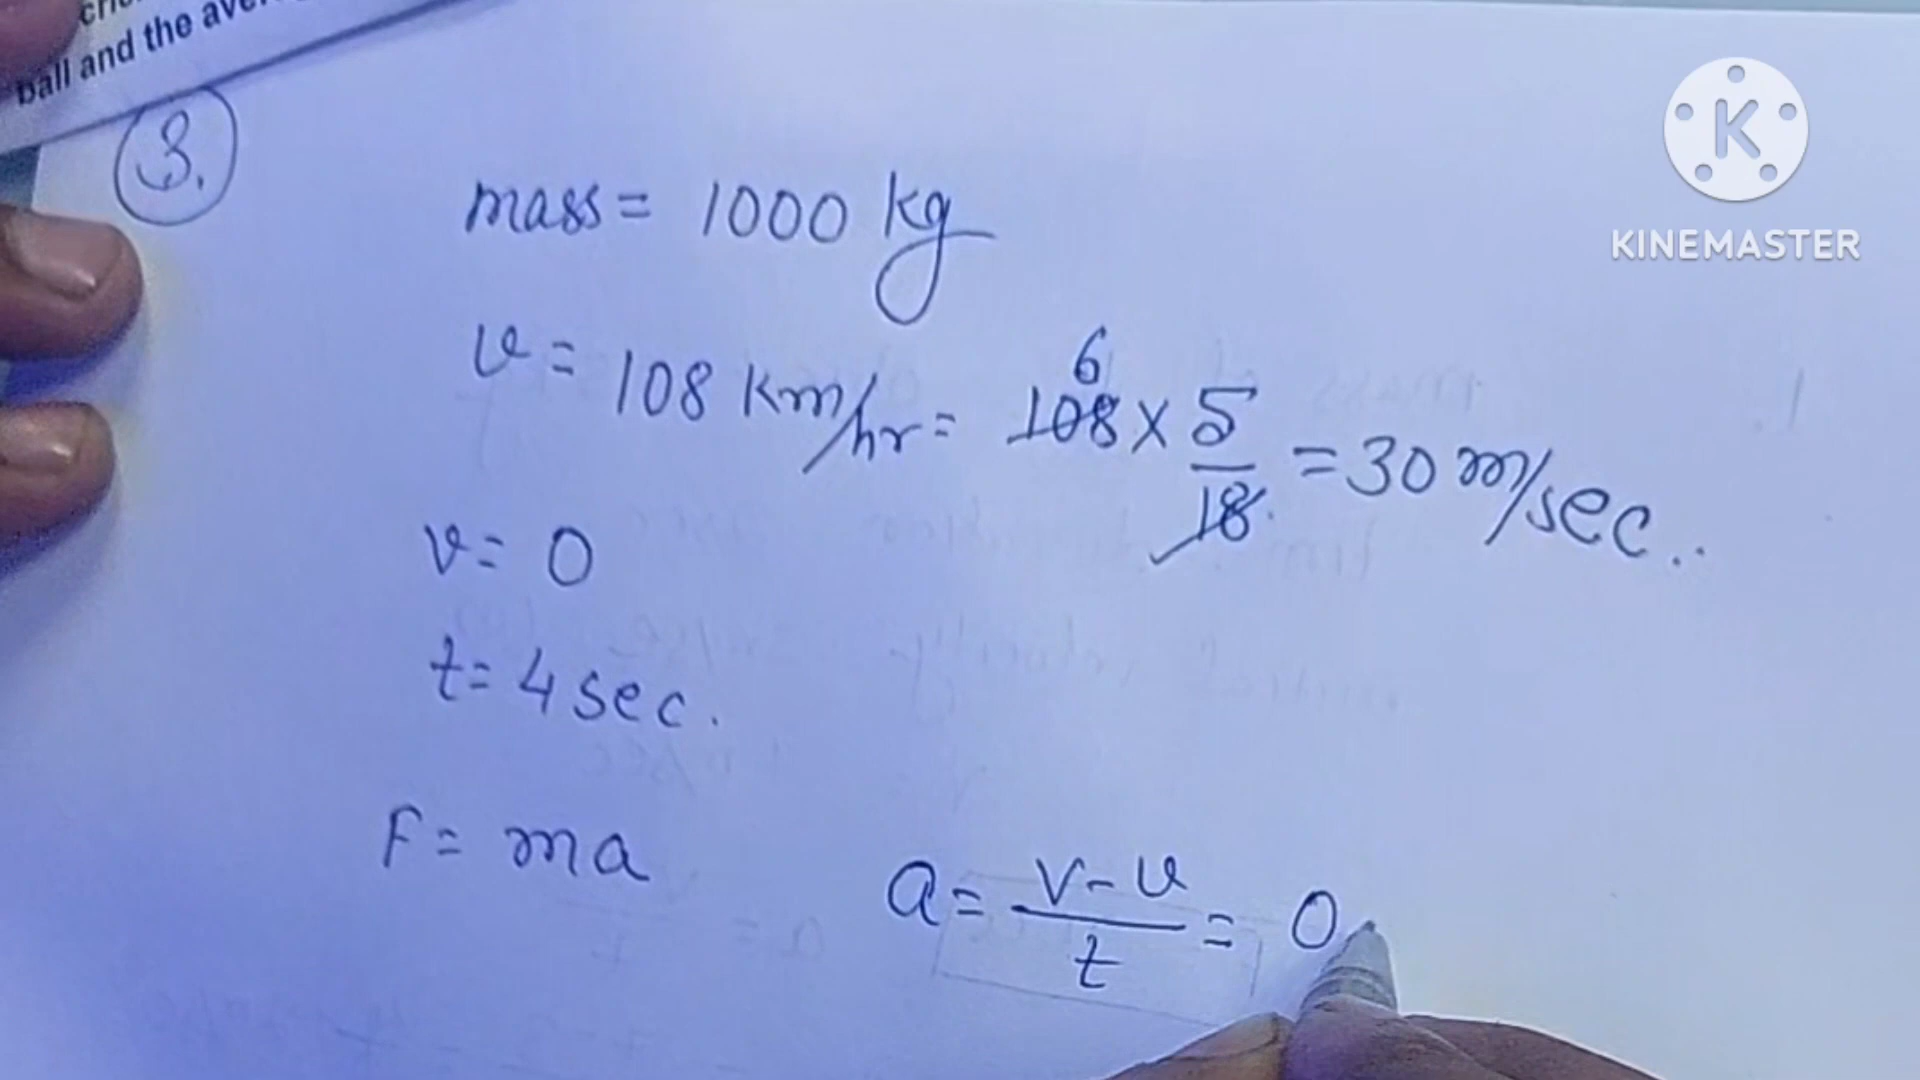 ball and the
3.
mass = 1000 kg
u = 108 Km/hr = 108 × 5/18 = 30 m/sec..
6
v = 0
t = 4 sec.
F = ma
a = v - u / t = 0
K
KINEMASTER